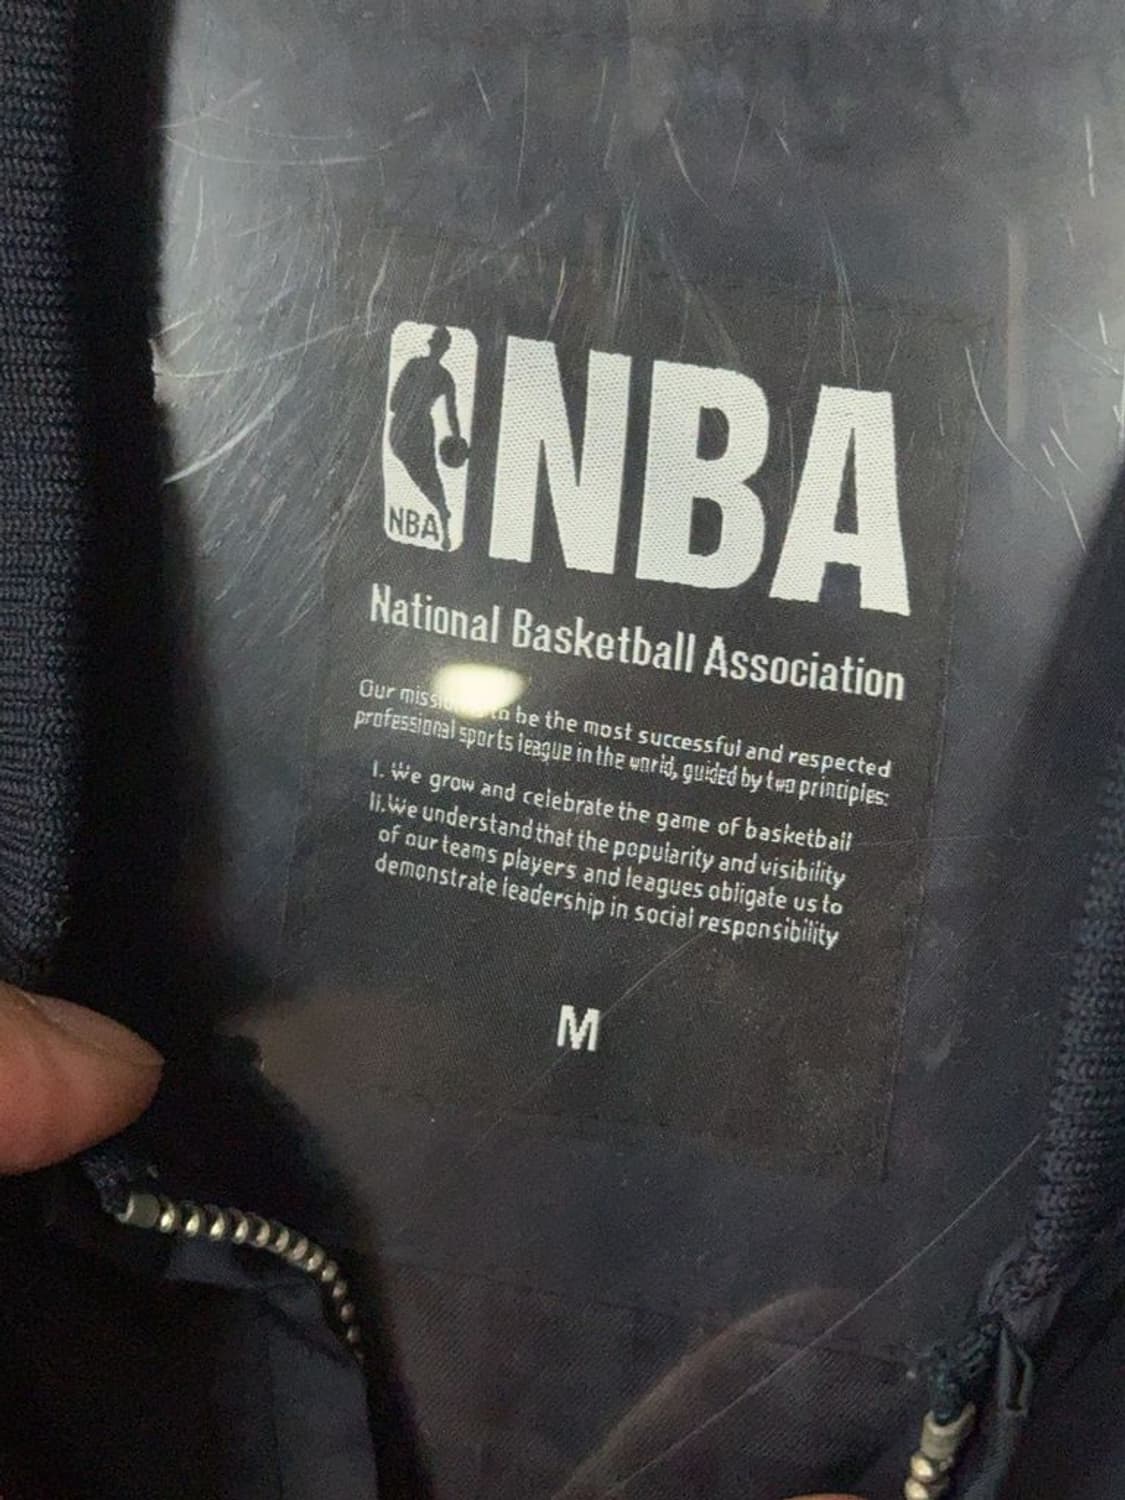 NBA
NBA
National Basketball Association
Our to be the most successful and respected
professional sports league in the world, guided by two principles:
I. We grow and celebrate the game of basketball
II. We understand that the popularity and visibility
of our teams players and leagues obligate us to
demonstrate leadership in social responsibility
M